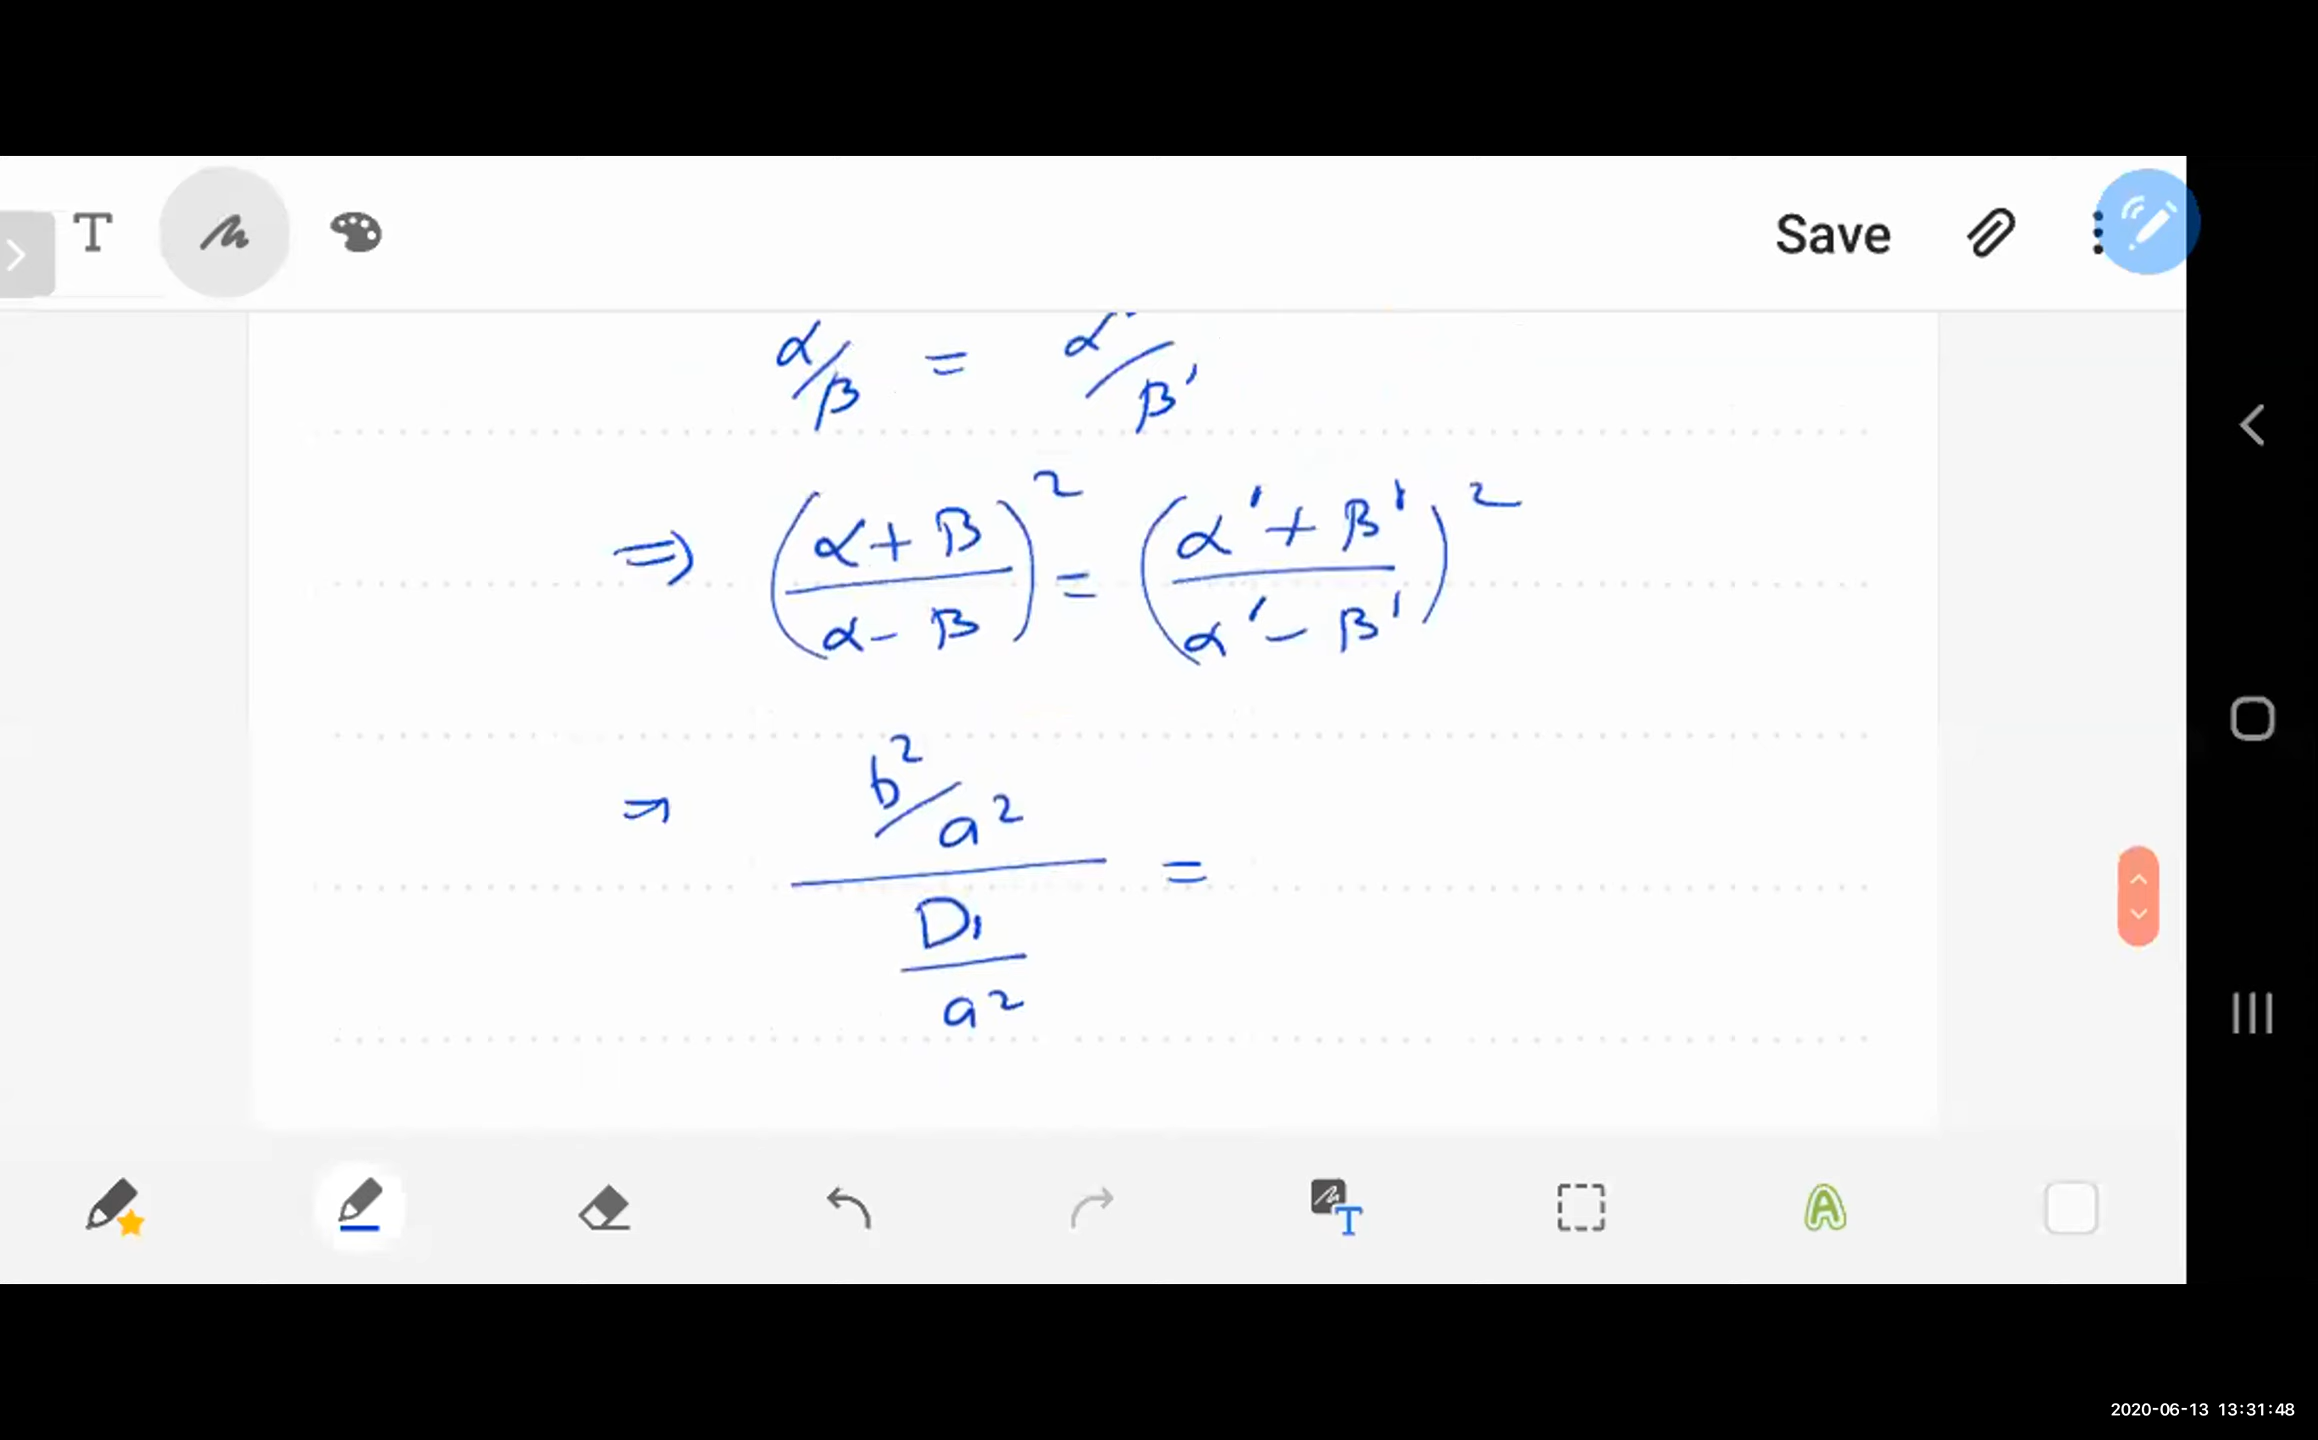 T Save
α/β = α'/β'
⇒ ((α + β)/(α - β))² = ((α' + β')/(α' - β'))²
⇒ (b²/a²)/(D₁/a²) =
T A
2020-06-13 13:31:48